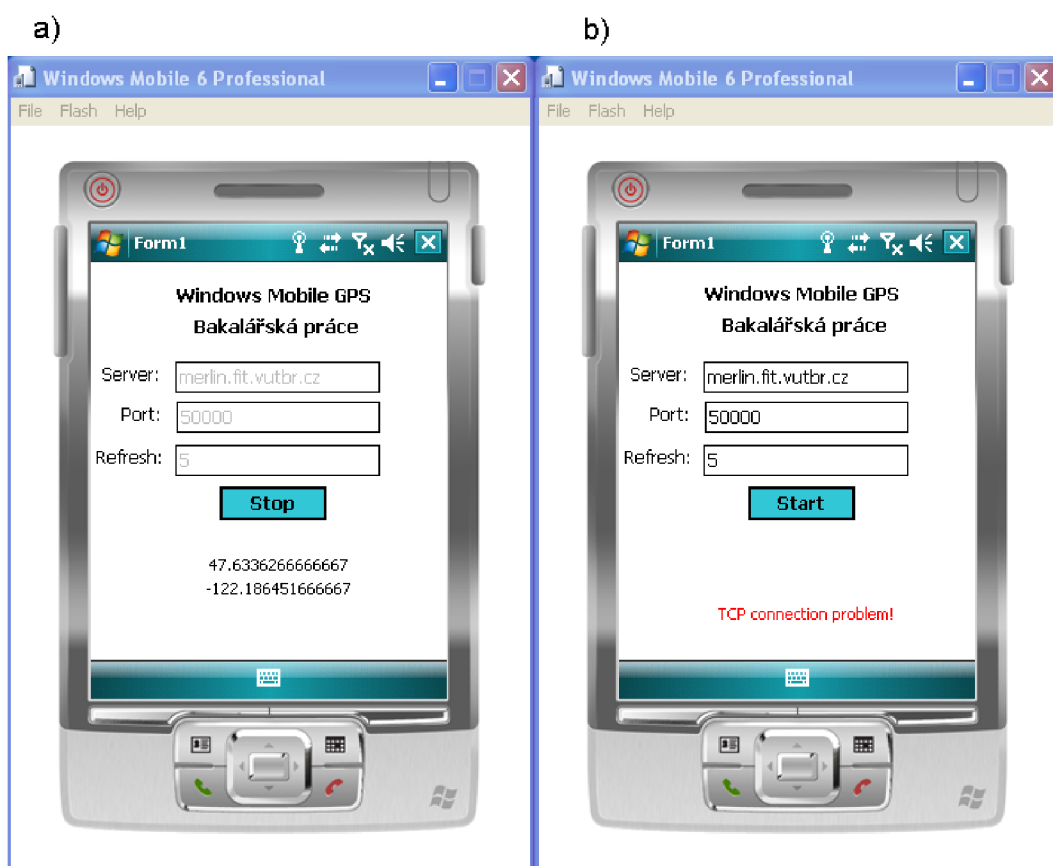 a)
Windows Mobile 6 Professional
File Flash Help
Form1
Windows Mobile GPS
Bakalářská práce
Server: merlin.fit.vutbr.cz
Port: 50000
Refresh: 5
Stop
47.6336266666667
-122.186451666667
b)
Windows Mobile 6 Professional
File Flash Help
Form1
Windows Mobile GPS
Bakalářská práce
Server: merlin.fit.vutbr.cz
Port: 50000
Refresh: 5
Start
TCP connection problem!